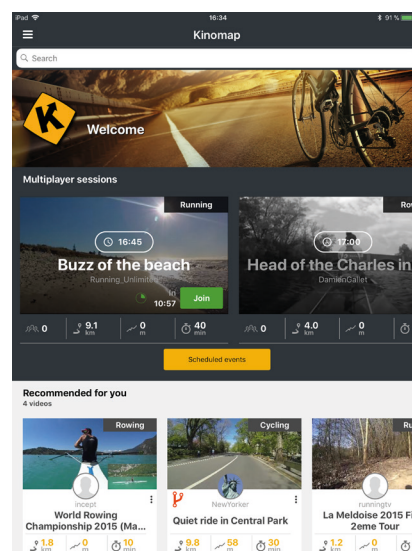 iPad 16:34 91 %
Kinomap
Search
K
Welcome
Multiplayer sessions
Running
Ro
16:45
17:00
Buzz of the beach
Head of the Charles in
Running_Unlimited
DamienGallet
in
10:57
Join
0 9.1 km 0 m 40 min
0 4.0 km 0 m
Scheduled events
Recommended for you
4 videos
Rowing
Cycling
Ru
incept
NewYorker
runningtv
World Rowing
Championship 2015 (Ma...
Quiet ride in Central Park
La Meldoise 2015 Fi
2eme Tour
1.8 km 0 m 10 min
9.8 km 58 m 30 min
1.2 km 0 m